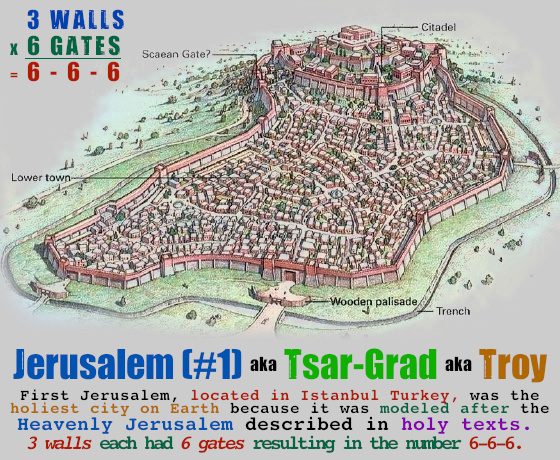 3 WALLS
x 6 GATES
= 6 - 6 - 6
Citadel
Scaean Gate?
Lower town
Wooden palisade
Trench
Jerusalem (#1) aka Tsar-Grad aka Troy
First Jerusalem, located in Istanbul Turkey, was the
holiest city on Earth because it was modeled after the
Heavenly Jerusalem described in holy texts.
3 walls each had 6 gates resulting in the number 6-6-6.